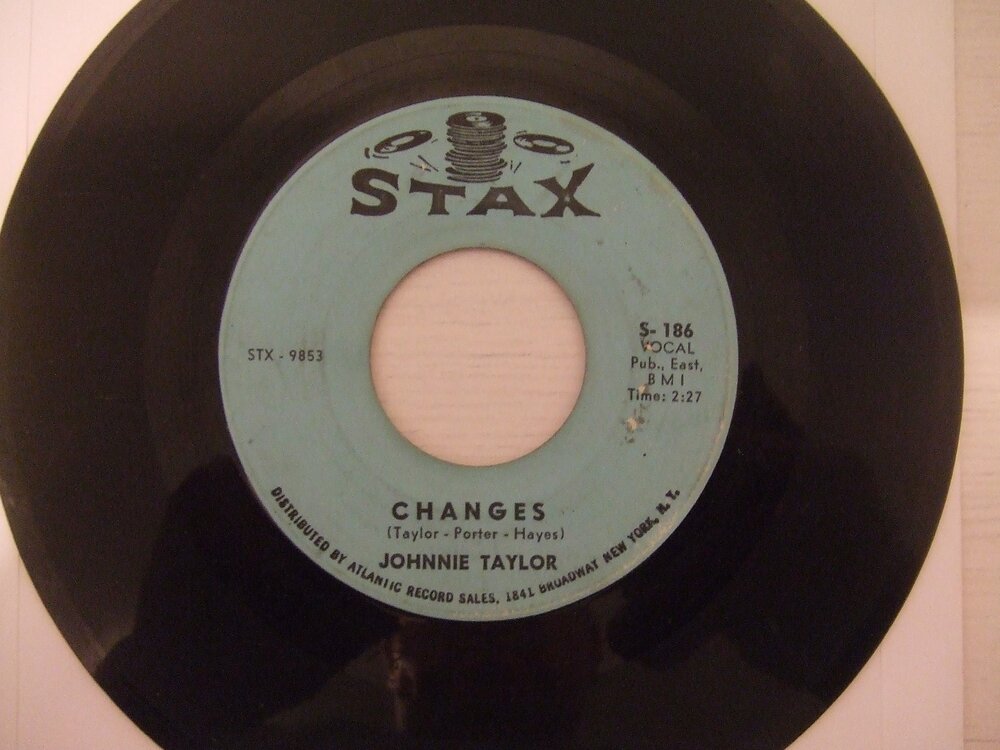 STAX
STX - 9853
S- 186
VOCAL
Pub., East,
B M I
Time: 2:27
CHANGES
(Taylor - Porter - Hayes)
JOHNNIE TAYLOR
DISTRIBUTED BY ATLANTIC RECORD SALES, 1841 BROADWAY NEW YORK, N. Y.